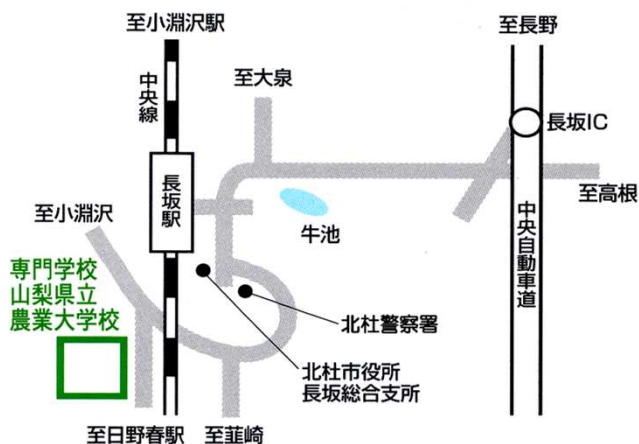 至小淵沢駅
至長野
中央線
至大泉
長坂IC
長坂駅
至高根
至小淵沢
牛池
中央自動車道
専門学校
山梨県立
農業大学校
北杜警察署
北杜市役所
長坂総合支所
至日野春駅
至韮崎